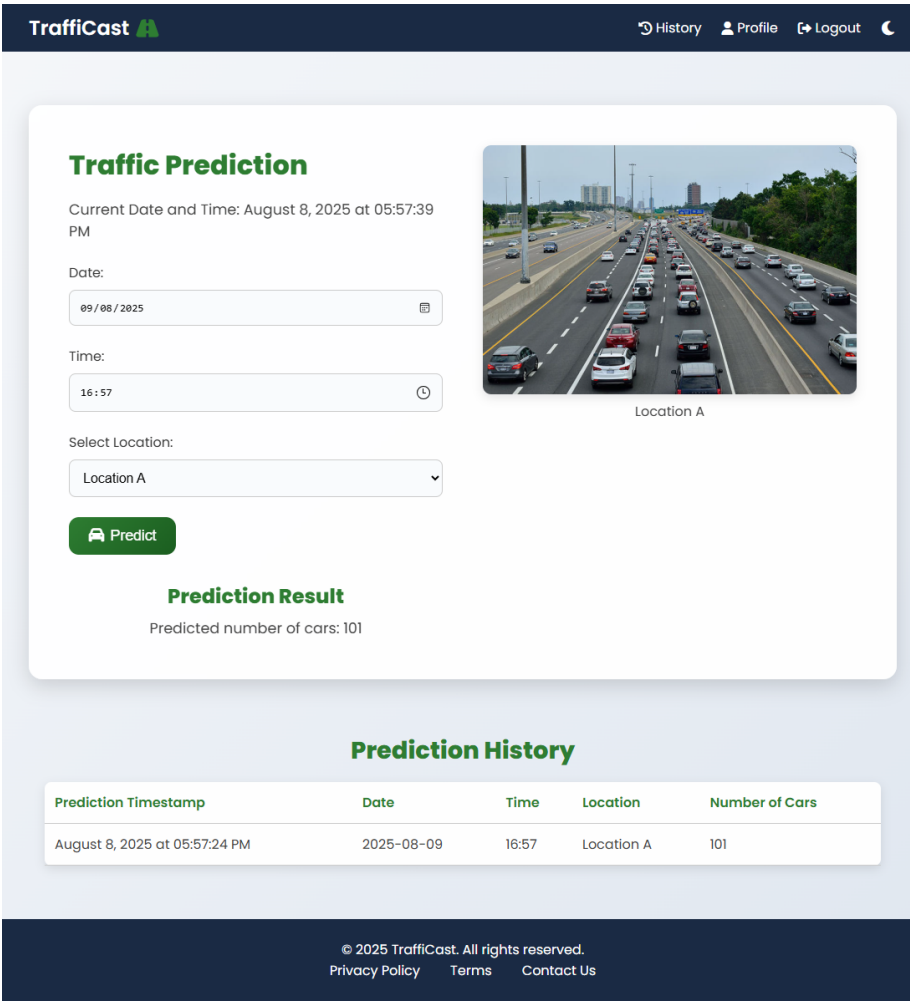 TraffiCast
History Profile Logout
Traffic Prediction
Current Date and Time: August 8, 2025 at 05:57:39
PM
Date:
09/08/2025
Time:
16:57
Select Location:
Location A
Predict
Prediction Result
Predicted number of cars: 101
Location A
Prediction History
Prediction Timestamp Date Time Location Number of Cars
August 8, 2025 at 05:57:24 PM 2025-08-09 16:57 Location A 101
© 2025 TraffiCast. All rights reserved.
Privacy Policy Terms Contact Us